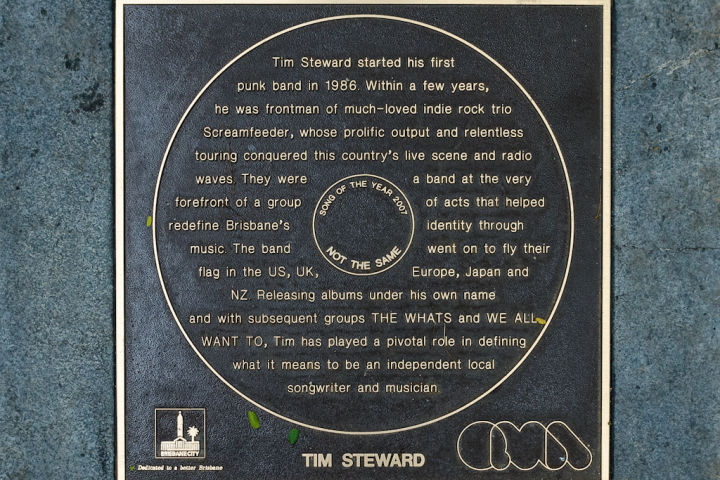 Tim Steward started his first
punk band in 1986. Within a few years,
he was frontman of much-loved indie rock trio
Screamfeeder, whose prolific output and relentless
touring conquered this country's live scene and radio
waves. They were a band at the very
forefront of a group of acts that helped
redefine Brisbane's identity through
music. The band went on to fly their
flag in the US, UK, Europe, Japan and
NZ. Releasing albums under his own name
and with subsequent groups THE WHATS and WE ALL
WANT TO, Tim has played a pivotal role in defining
what it means to be an independent local
songwriter and musician.
SONG OF THE YEAR 2007
NOT THE SAME
BRISBANE CITY
Dedicated to a better Brisbane
TIM STEWARD
QMA